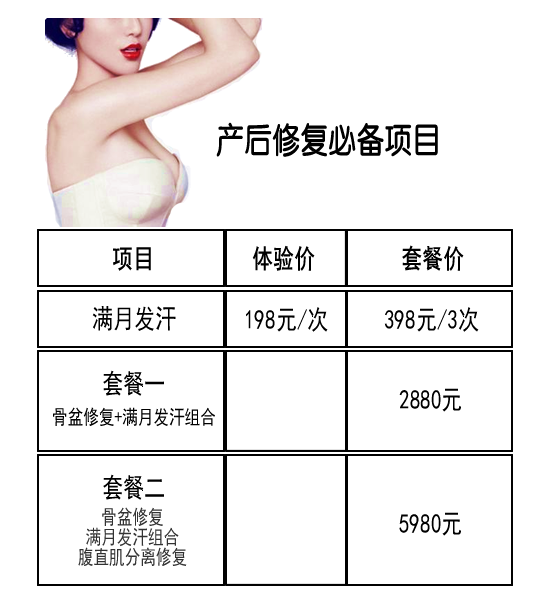 产后修复必备项目
项目 体验价 套餐价
满月发汗 198元/次 398元/3次
套餐一
骨盆修复+满月发汗组合
2880元
套餐二
骨盆修复
满月发汗组合
腹直肌分离修复
5980元